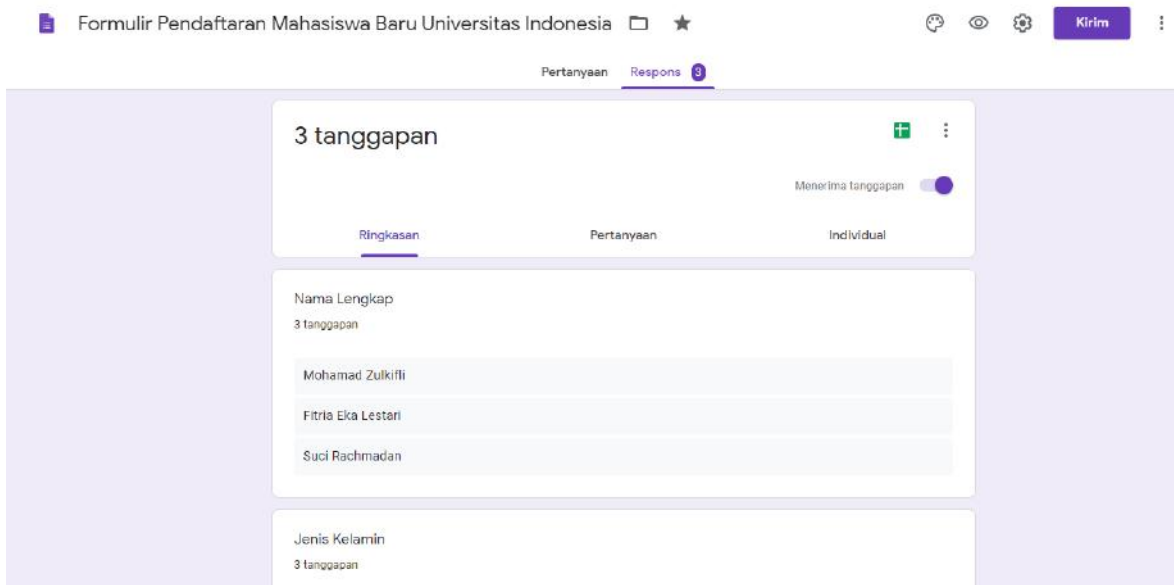 Formulir Pendaftaran Mahasiswa Baru Universitas Indonesia
Kirim
Pertanyaan Respons 3
3 tanggapan
Menerima tanggapan
Ringkasan Pertanyaan Individual
Nama Lengkap
3 tanggapan
Mohamad Zulkifli
Fitria Eka Lestari
Suci Rachmadan
Jenis Kelamin
3 tanggapan